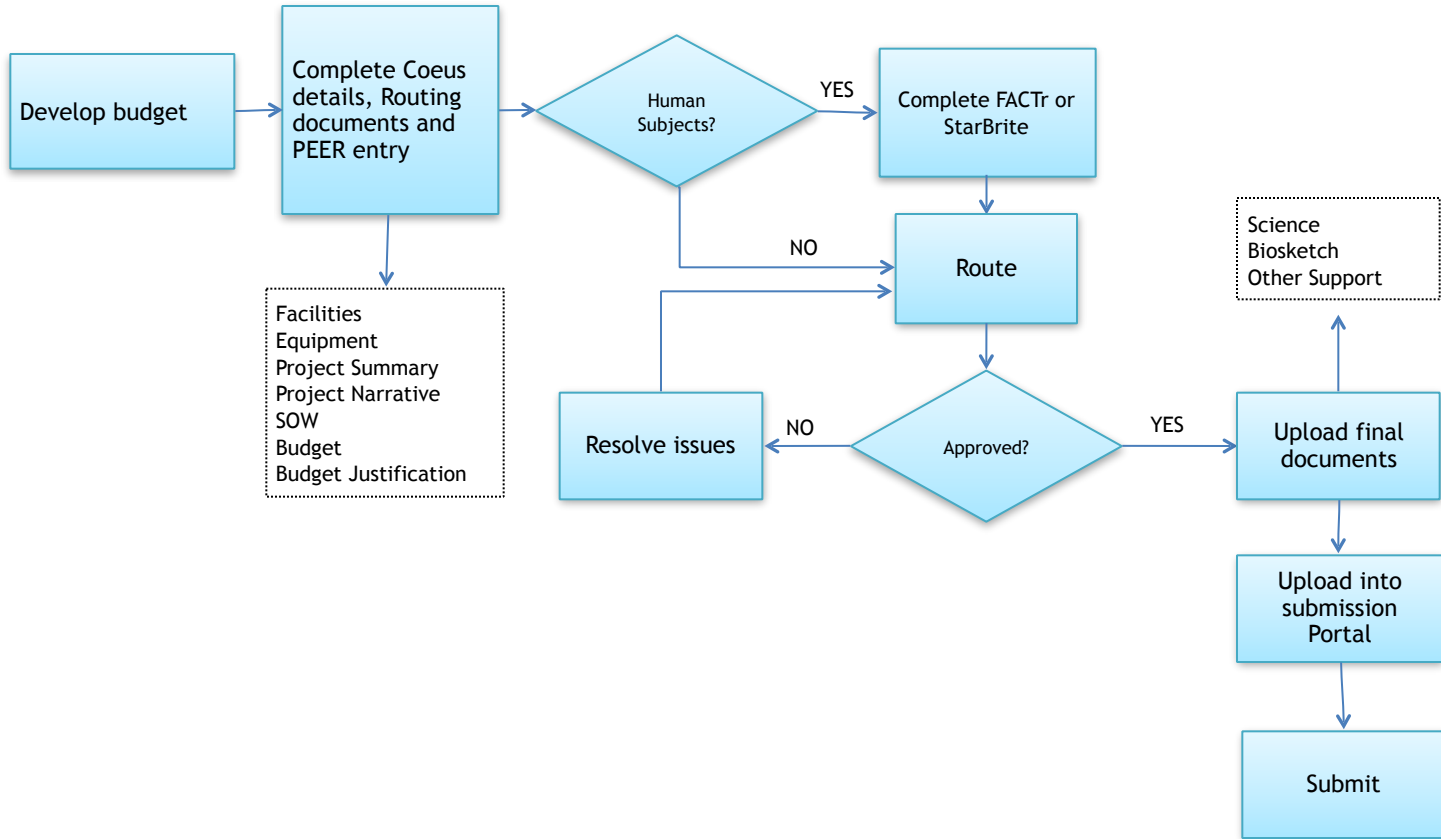 Develop budget
Complete Coeus
details, Routing
documents and
PEER entry
Human
Subjects?
YES
Complete FACTr or
StarBrite
NO
Route
Science
Biosketch
Other Support
Facilities
Equipment
Project Summary
Project Narrative
SOW
Budget
Budget Justification
Resolve issues
NO
Approved?
YES
Upload final
documents
Upload into
submission
Portal
Submit